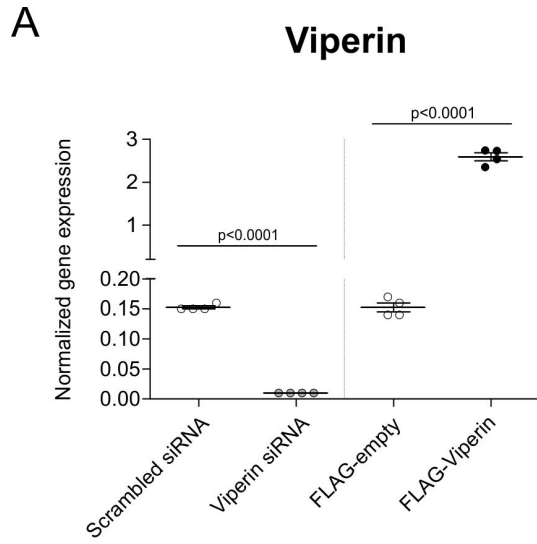 A
Viperin
Normalized gene expression
3
2
1
0.20
0.15
0.10
0.05
0.00
p<0.0001
p<0.0001
Scrambled siRNA
Viperin siRNA
FLAG-empty
FLAG-Viperin